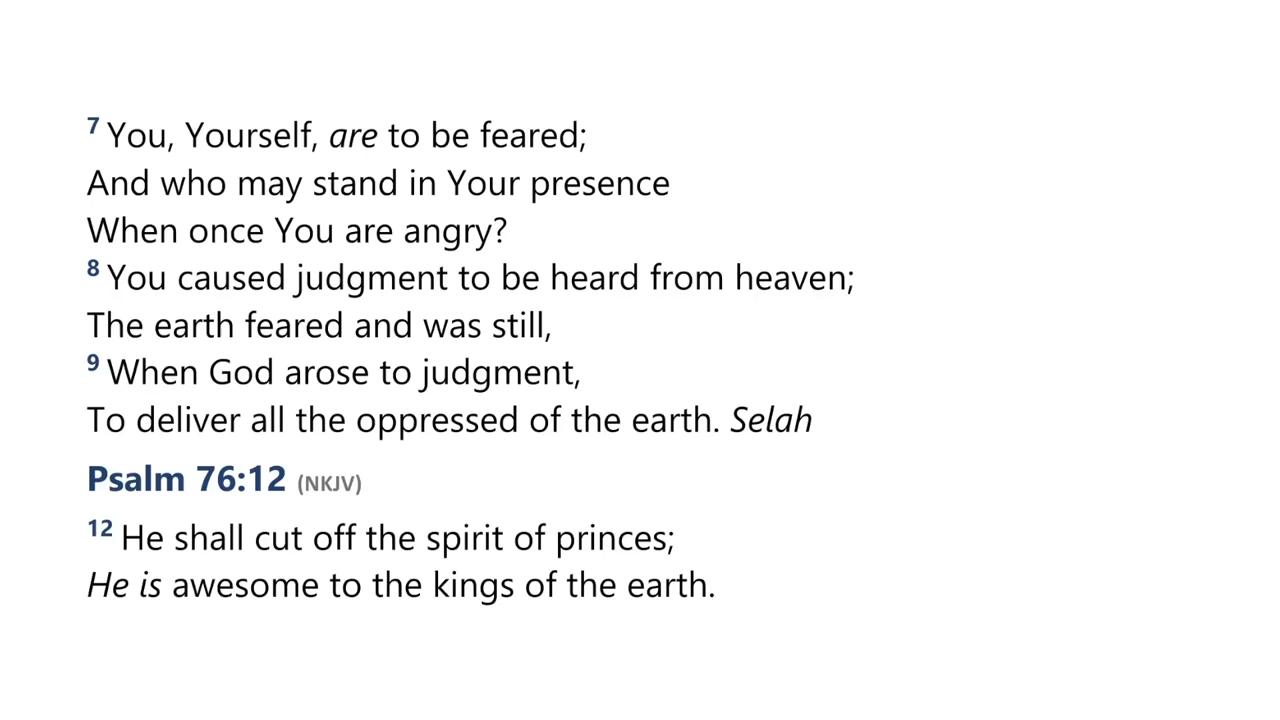 7 You, Yourself, are to be feared;
And who may stand in Your presence
When once You are angry?
8 You caused judgment to be heard from heaven;
The earth feared and was still,
9 When God arose to judgment,
To deliver all the oppressed of the earth. Selah
Psalm 76:12 (NKJV)
12 He shall cut off the spirit of princes;
He is awesome to the kings of the earth.